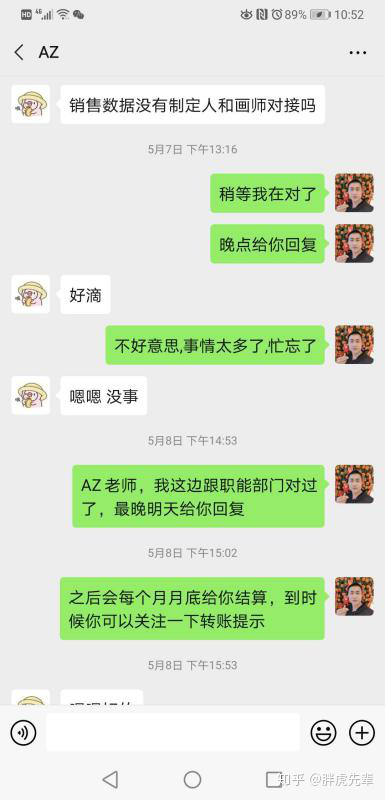 HD 4G 89% 10:52
AZ
销售数据没有制定人和画师对接吗
5月7日 下午13:16
稍等我在对了
晚点给你回复
好滴
不好意思,事情太多了,忙忘了
嗯嗯 没事
5月8日 下午14:53
AZ 老师，我这边跟职能部门对过
了，最晚明天给你回复
5月8日 下午15:02
之后会每个月月底给你结算，到时
候你可以关注一下转账提示
5月8日 下午15:53
知乎 @胖虎先辈